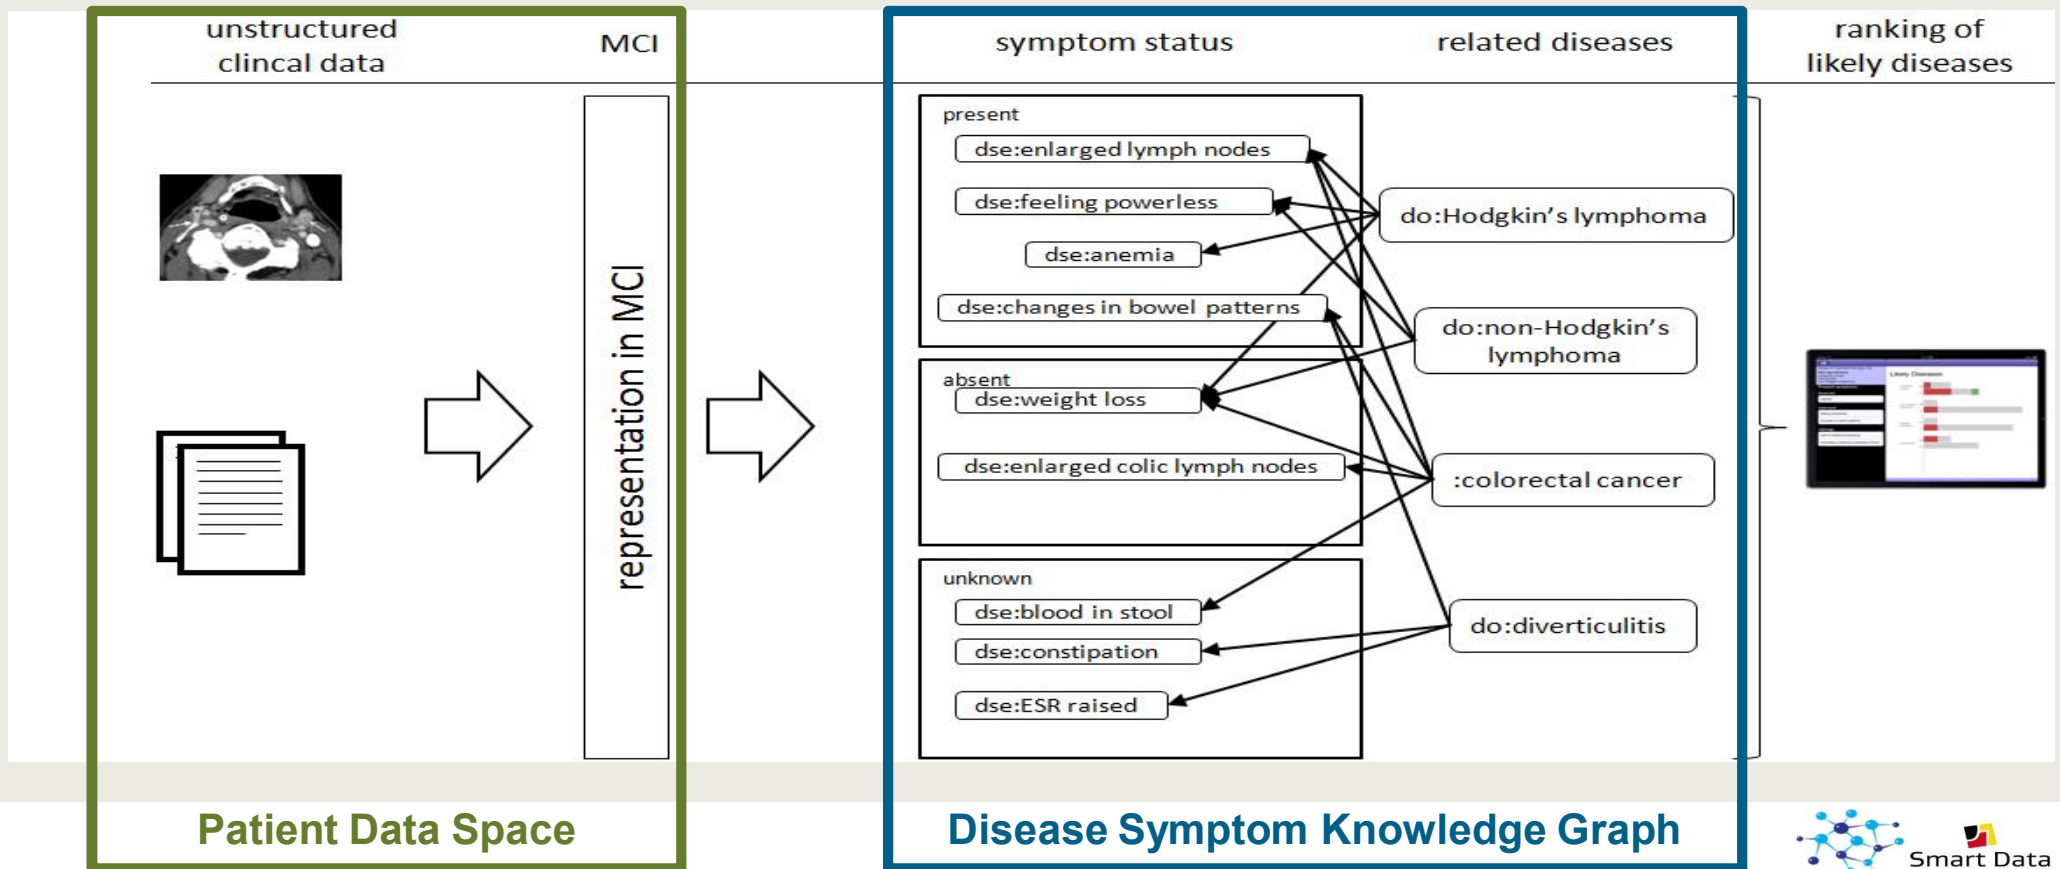 unstructured
clincal data
MCI
symptom status
related diseases
ranking of
likely diseases
representation in MCI
present
dse:enlarged lymph nodes
dse:feeling powerless
dse:anemia
dse:changes in bowel patterns
absent
dse:weight loss
dse:enlarged colic lymph nodes
unknown
dse:blood in stool
dse:constipation
dse:ESR raised
do:Hodgkin's lymphoma
do:non-Hodgkin's
lymphoma
:colorectal cancer
do:diverticulitis
Likely Diseases
Patient Data Space
Disease Symptom Knowledge Graph
Smart Data